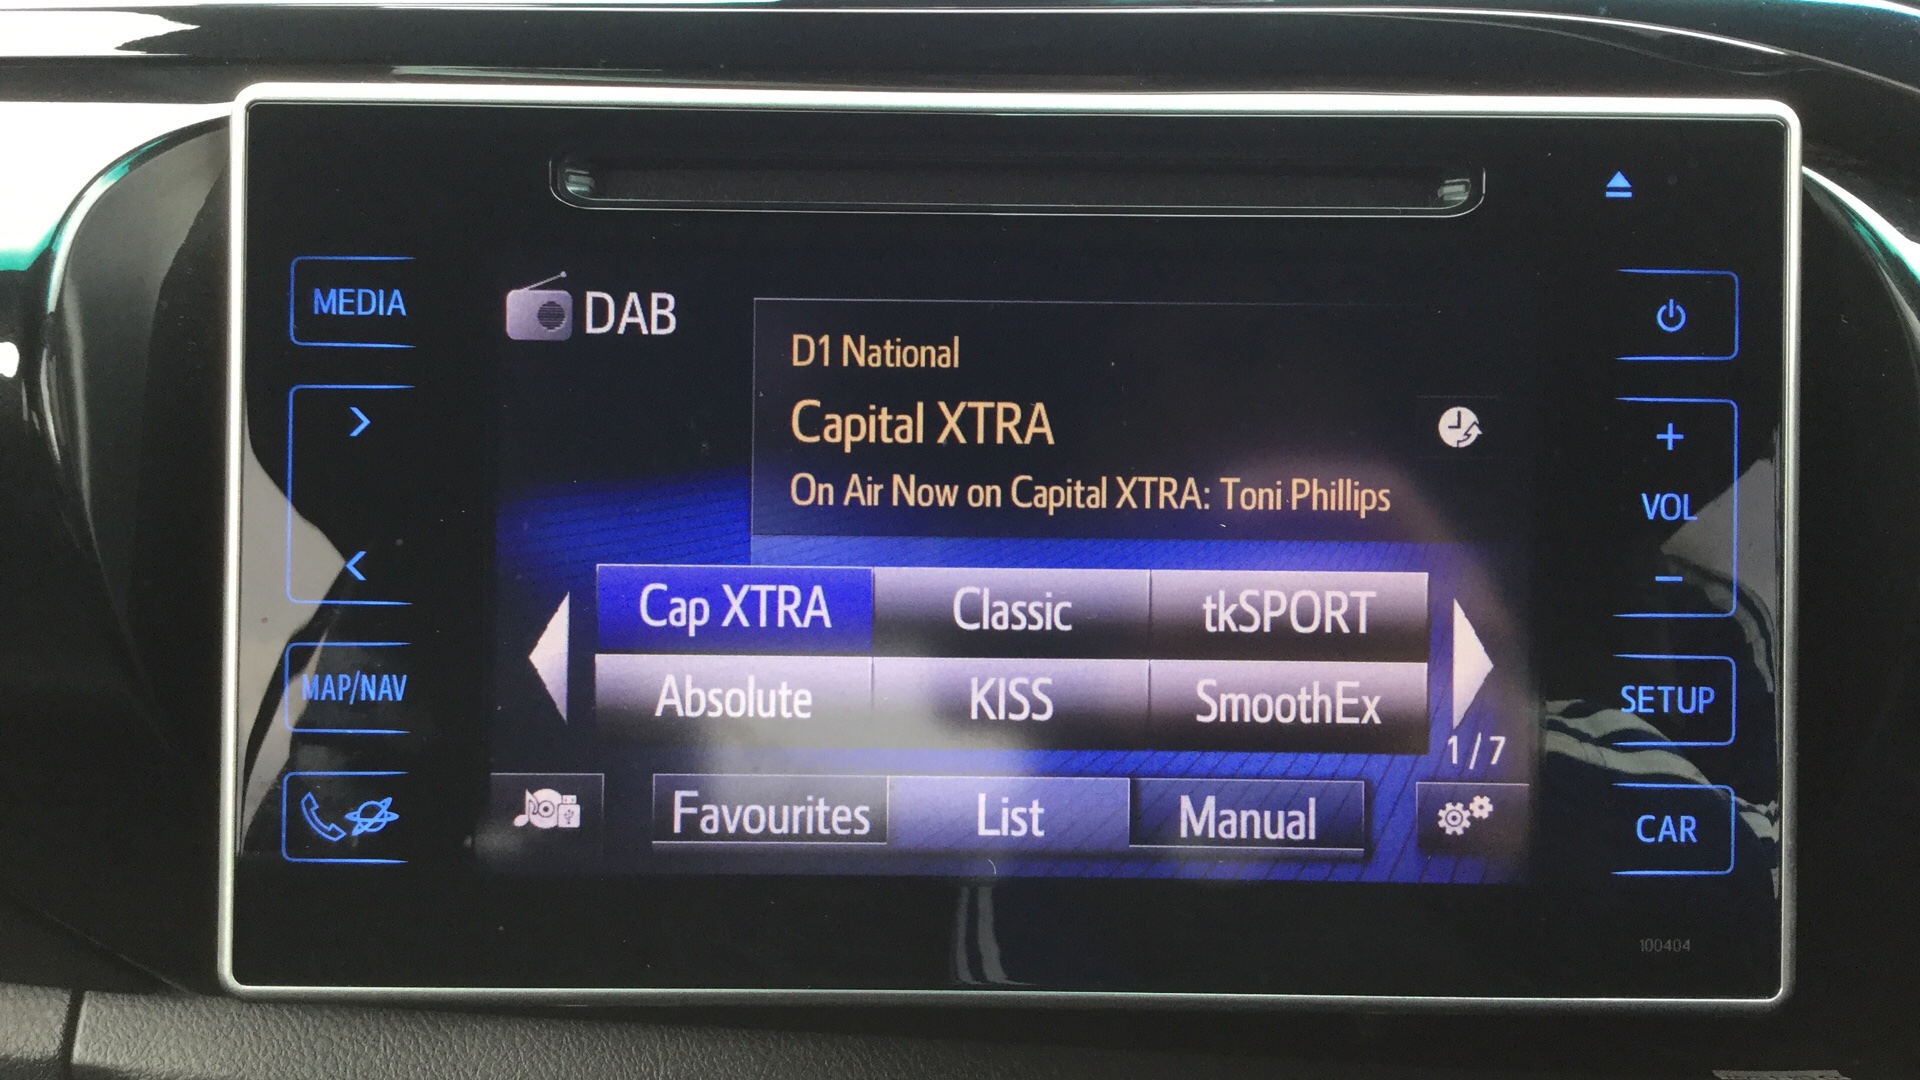 MEDIA
DAB
D1 National
Capital XTRA
On Air Now on Capital XTRA: Toni Phillips
VOL
Cap XTRA Classic tkSPORT
Absolute KISS SmoothEx
MAP/NAV
SETUP
1 / 7
Favourites List Manual
CAR
100404